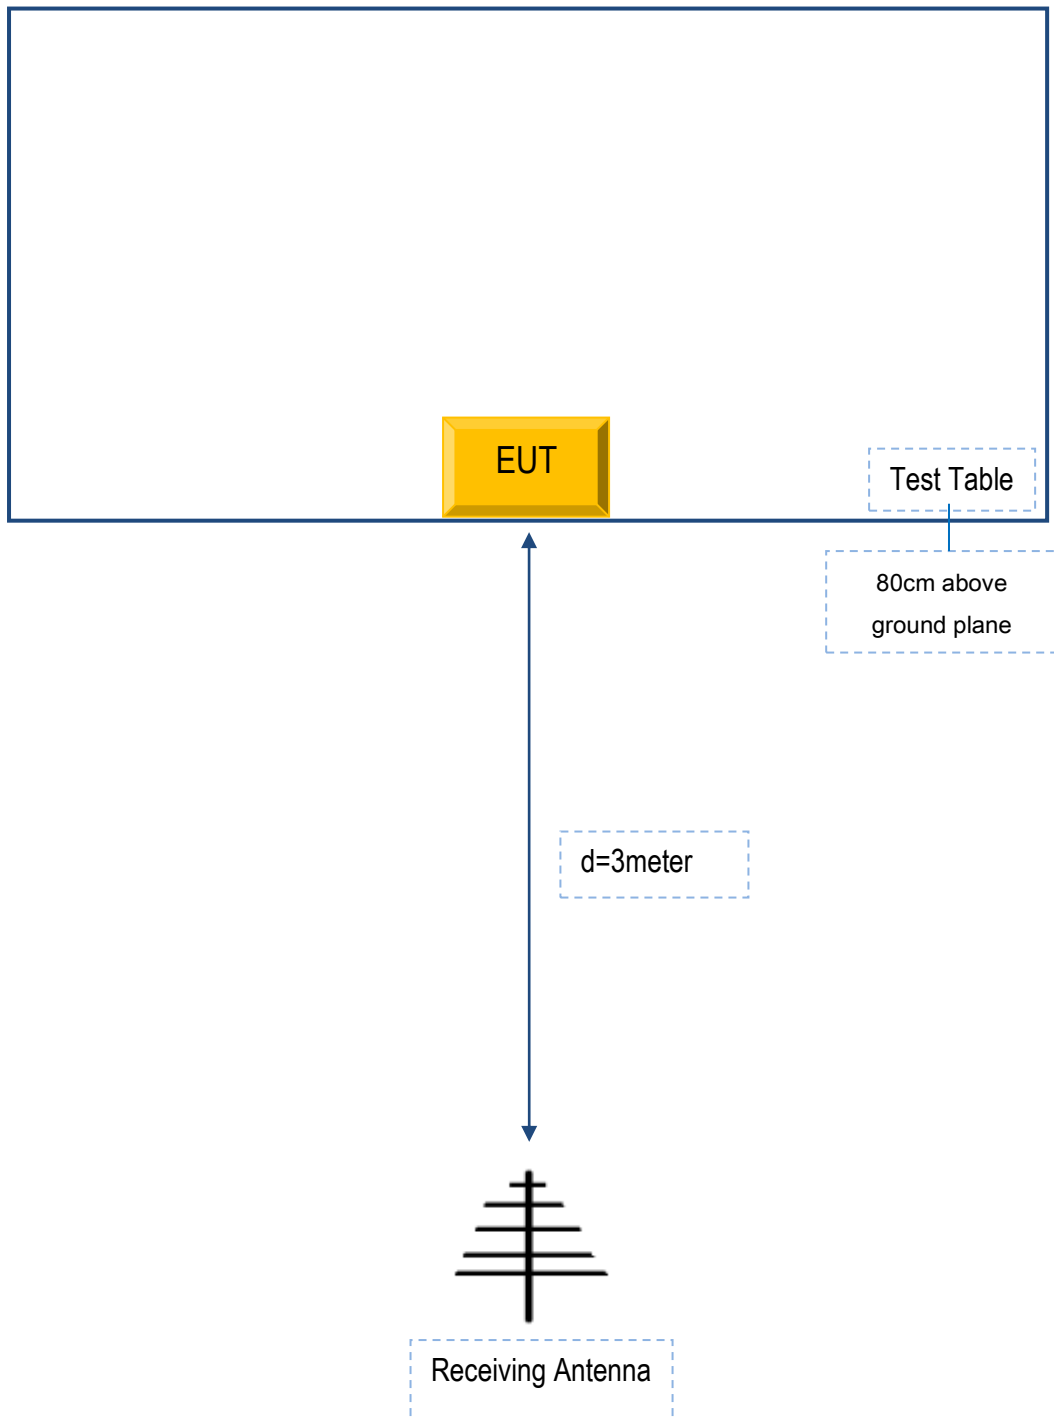 EUT
Test Table
80cm above
ground plane
d=3meter
Receiving Antenna